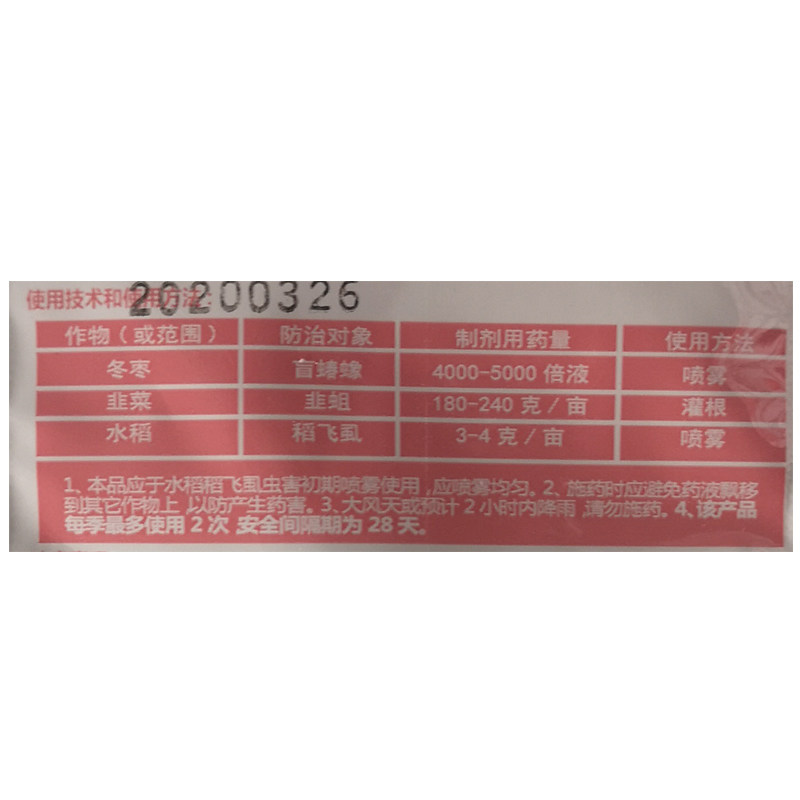 使用技术和使用方法：
20200326
作物（或范围） 防治对象 制剂用药量 使用方法
冬枣 盲蝽蟓 4000-5000 倍液 喷雾
韭菜 韭蛆 180-240 克／亩 灌根
水稻 稻飞虱 3-4 克／亩 喷雾
1、本品应于水稻稻飞虱虫害初期喷雾使用，应喷雾均匀。2、施药时应避免药液飘移
到其它作物上，以防产生药害。3、大风天或预计 2 小时内降雨，请勿施药。4、该产品
每季最多使用 2 次，安全间隔期为 28 天。